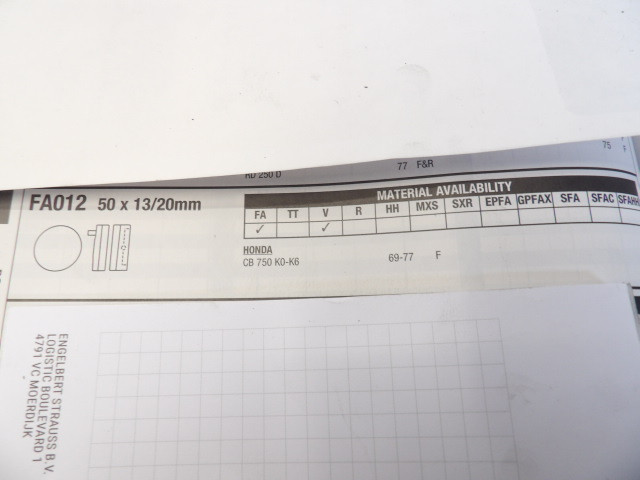 RD 250 D 77 F&R
75 F
FA012 50 x 13/20mm
MATERIAL AVAILABILITY
FA TT V R HH MXS SXR EPFA GPFAX SFA SFAC SFAHH
✓ ✓
HONDA
CB 750 K0-K6 69-77 F
ENGELBERT STRAUSS B.V.
LOGISTIC BOULEVARD 1
4791 VC MOERDIJK